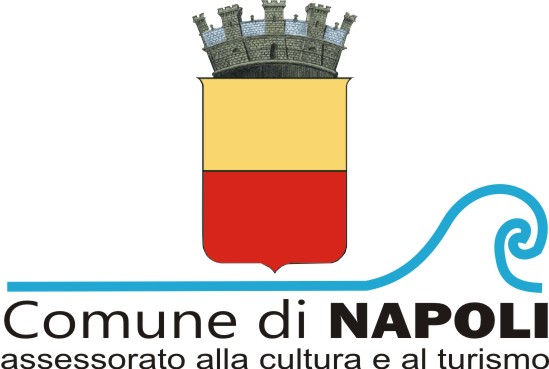 Comune di NAPOLI
assessorato alla cultura e al turismo